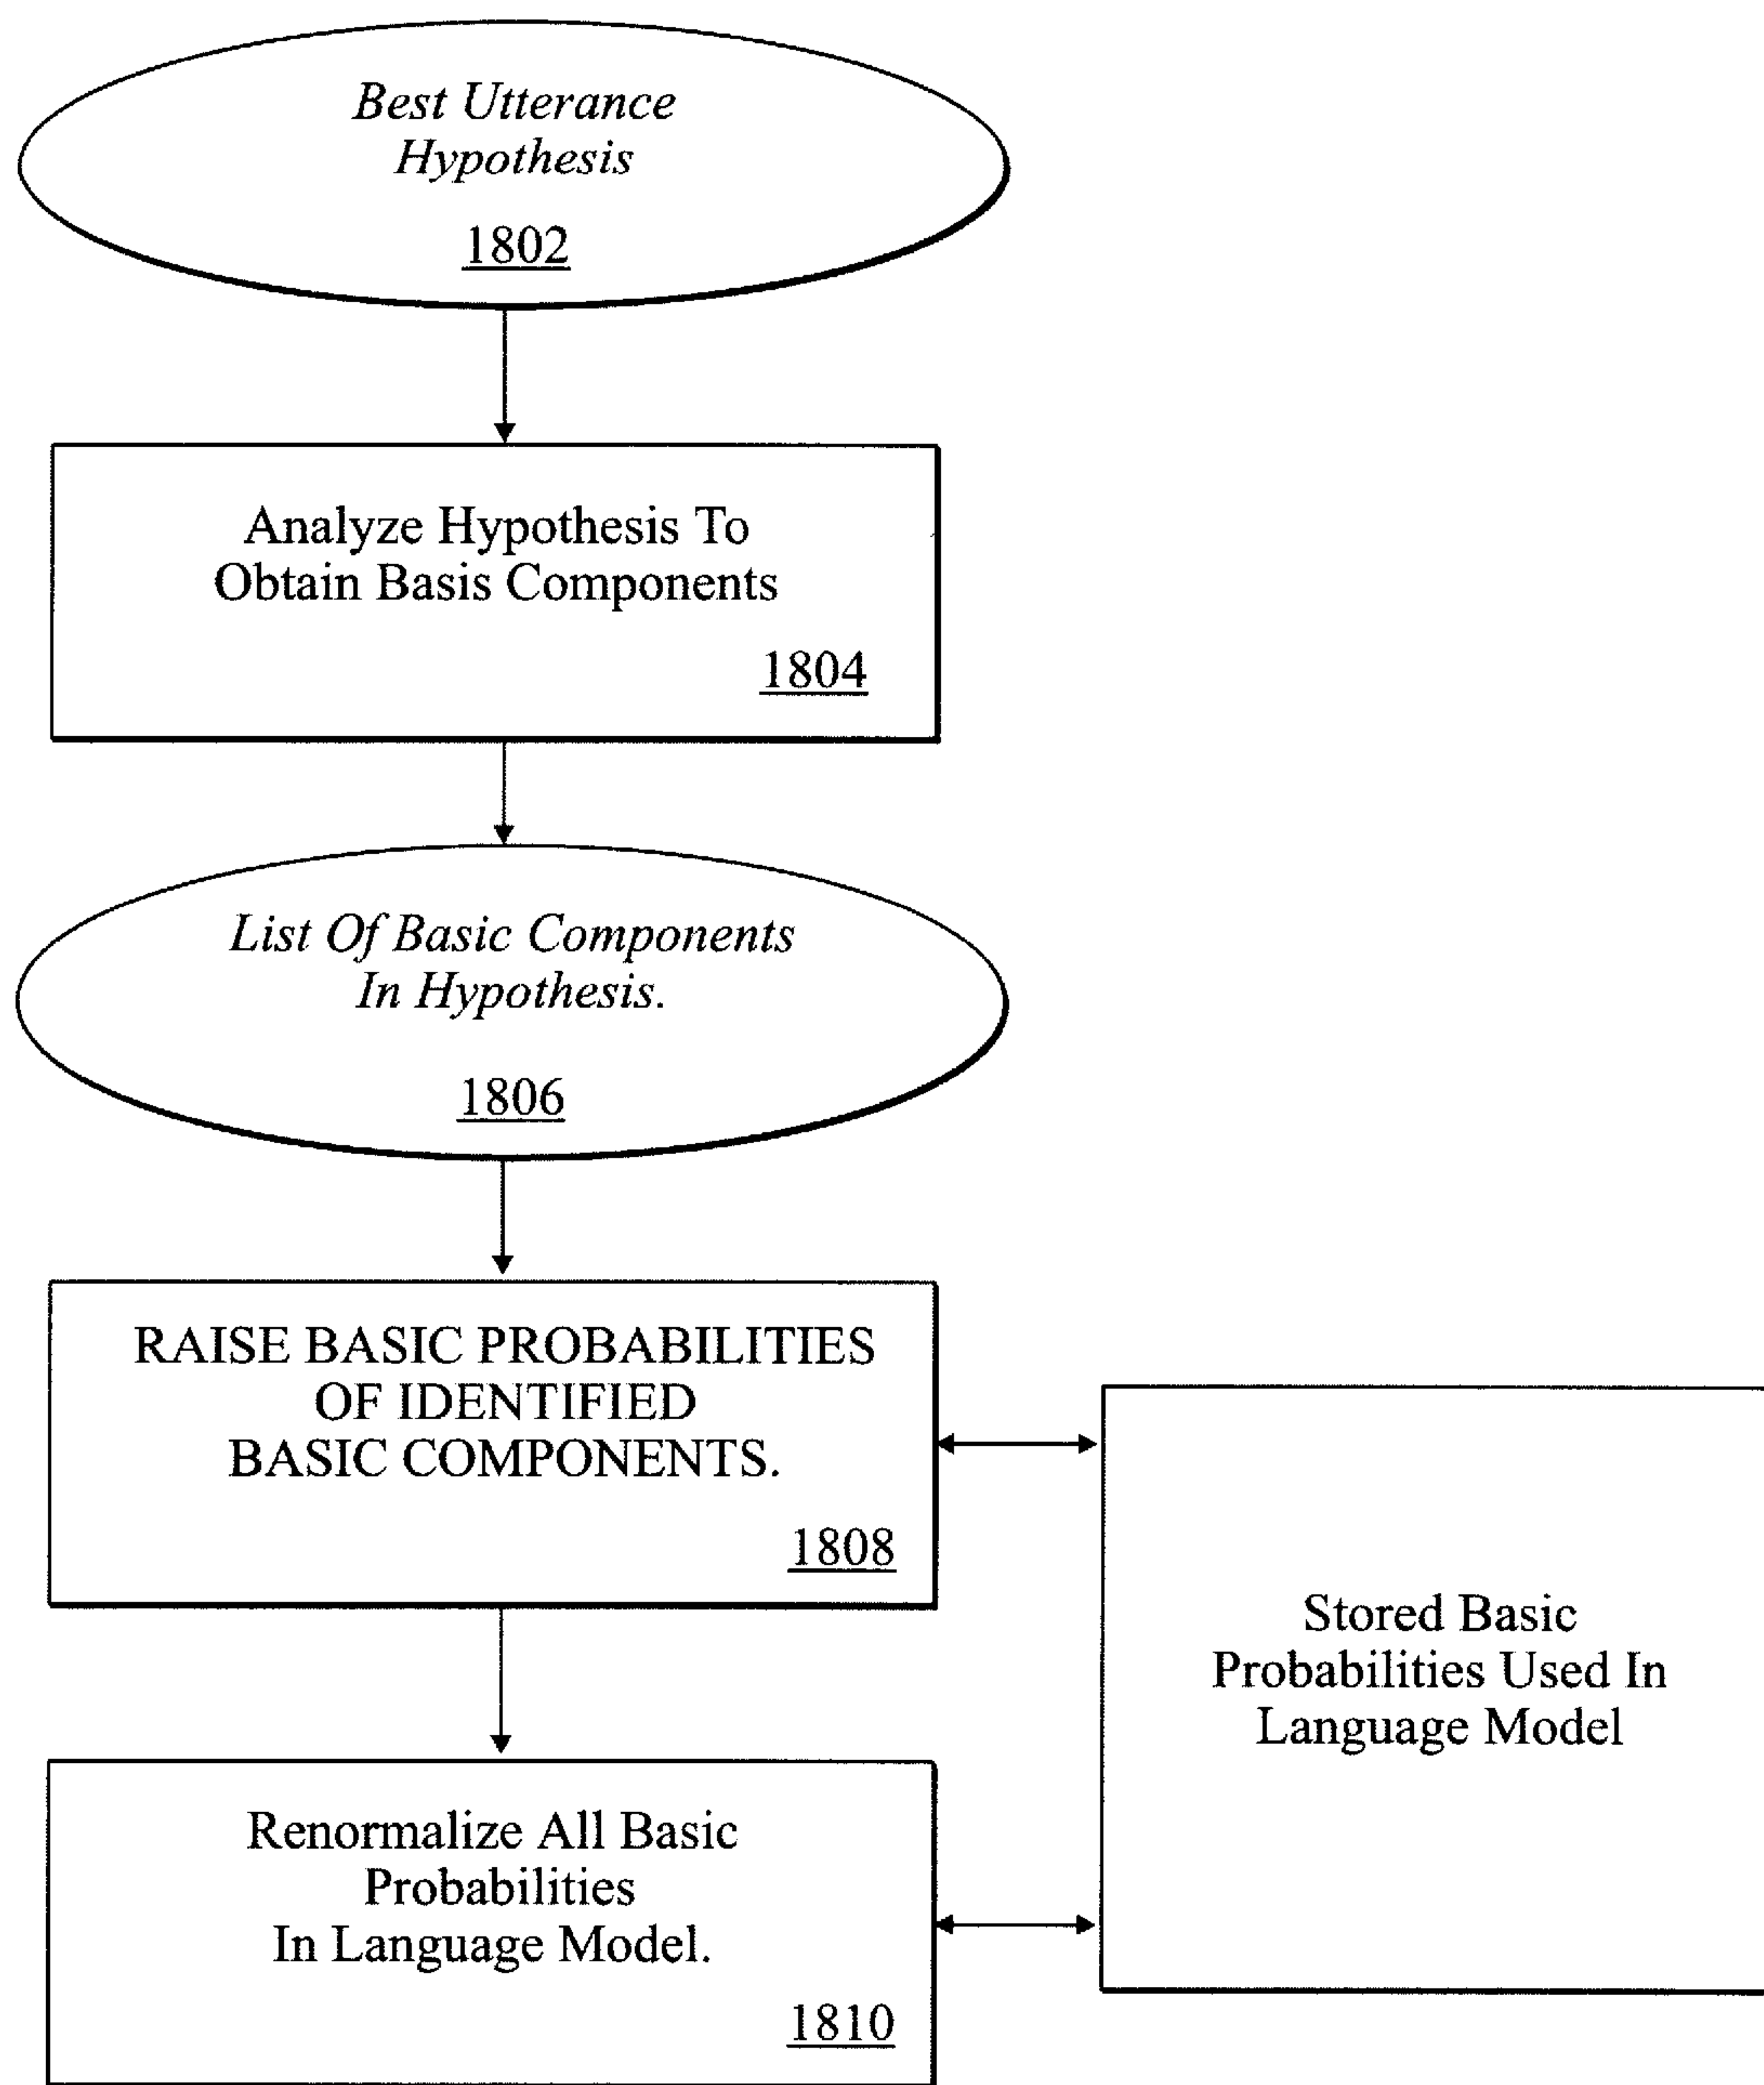 Best Utterance
Hypothesis
1802
Analyze Hypothesis To
Obtain Basis Components
1804
List Of Basic Components
In Hypothesis.
1806
RAISE BASIC PROBABILITIES
OF IDENTIFIED
BASIC COMPONENTS.
1808
Stored Basic
Probabilities Used In
Language Model
Renormalize All Basic
Probabilities
In Language Model.
1810